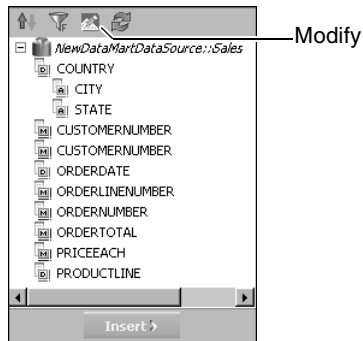 Modify
NewDataMartDataSource::Sales
D COUNTRY
A CITY
A STATE
M CUSTOMERNUMBER
M CUSTOMERNUMBER
D ORDERDATE
M ORDERLINENUMBER
M ORDERNUMBER
M ORDERTOTAL
M PRICEEACH
D PRODUCTLINE
Insert